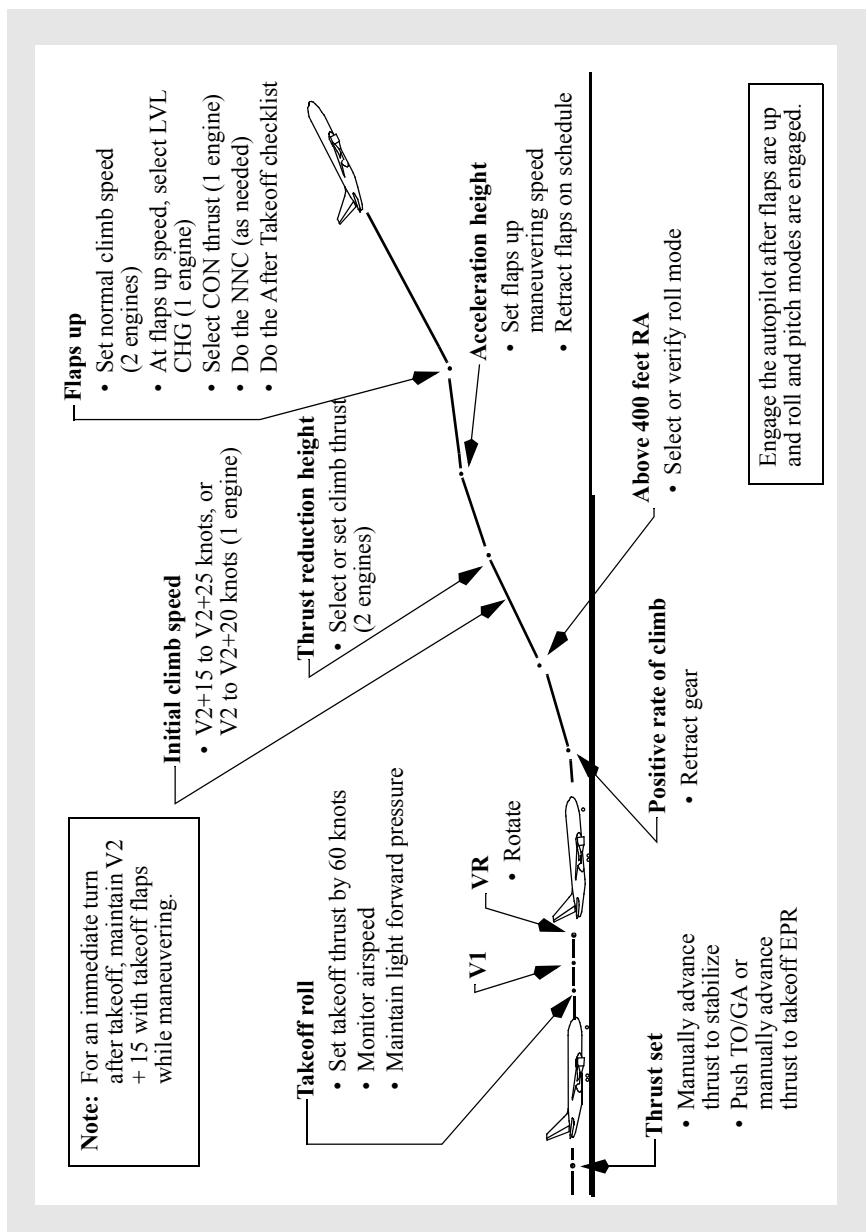 Note: For an immediate turn
after takeoff, maintain V2
+ 15 with takeoff flaps
while maneuvering.
Takeoff roll
• Set takeoff thrust by 60 knots
• Monitor airspeed
• Maintain light forward pressure
Thrust set
• Manually advance
thrust to stabilize
• Push TO/GA or
manually advance
thrust to takeoff EPR
V1
VR
• Rotate
Positive rate of climb
• Retract gear
Initial climb speed
• V2+15 to V2+25 knots, or
V2 to V2+20 knots (1 engine)
Above 400 feet RA
• Select or verify roll mode
Thrust reduction height
• Select or set climb thrust
(2 engines)
Acceleration height
• Set flaps up
maneuvering speed
• Retract flaps on schedule
Flaps up
• Set normal climb speed
(2 engines)
• At flaps up speed, select LVL
CHG (1 engine)
• Select CON thrust (1 engine)
• Do the NNC (as needed)
• Do the After Takeoff checklist
Engage the autopilot after flaps are up
and roll and pitch modes are engaged.